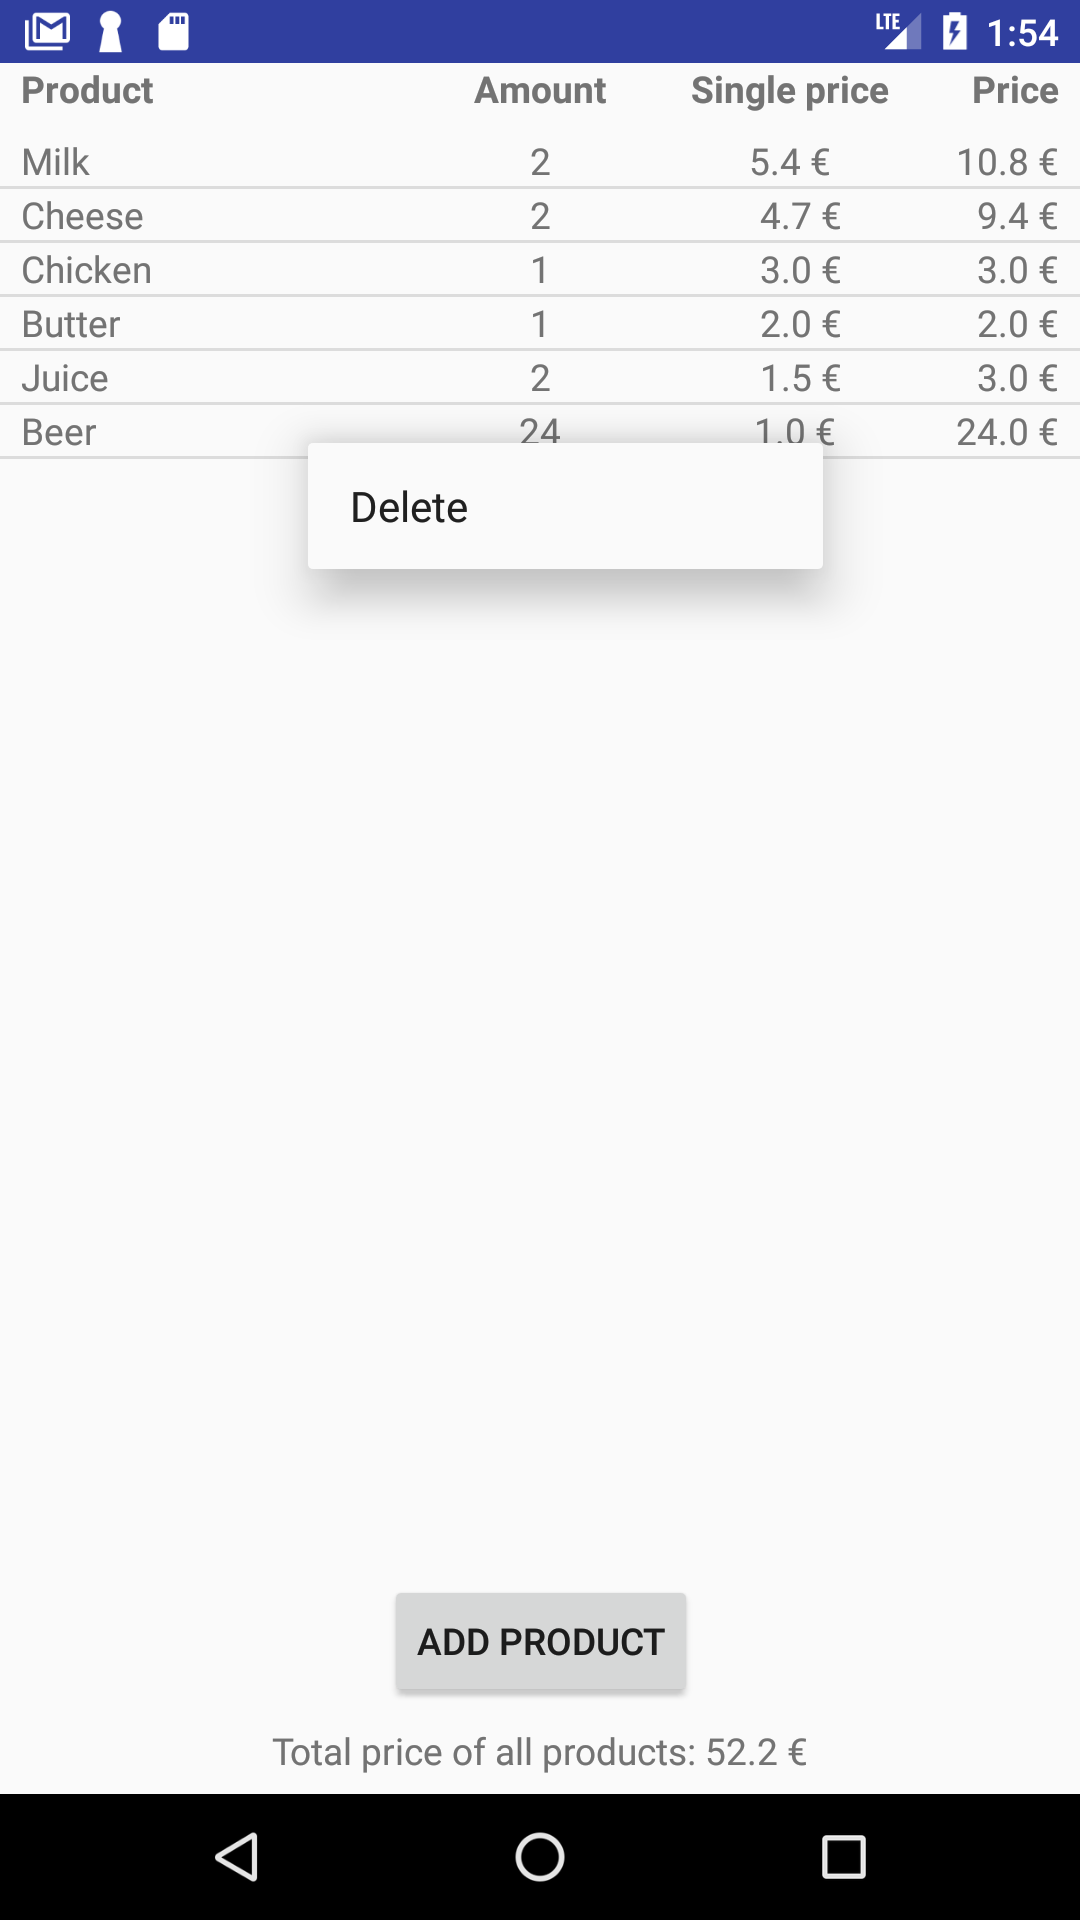 LTE 1:54
Product Amount Single price Price
Milk 2 5.4 € 10.8 €
Cheese 2 4.7 € 9.4 €
Chicken 1 3.0 € 3.0 €
Butter 1 2.0 € 2.0 €
Juice 2 1.5 € 3.0 €
Beer 24 1.0 € 24.0 €
Delete
ADD PRODUCT
Total price of all products: 52.2 €